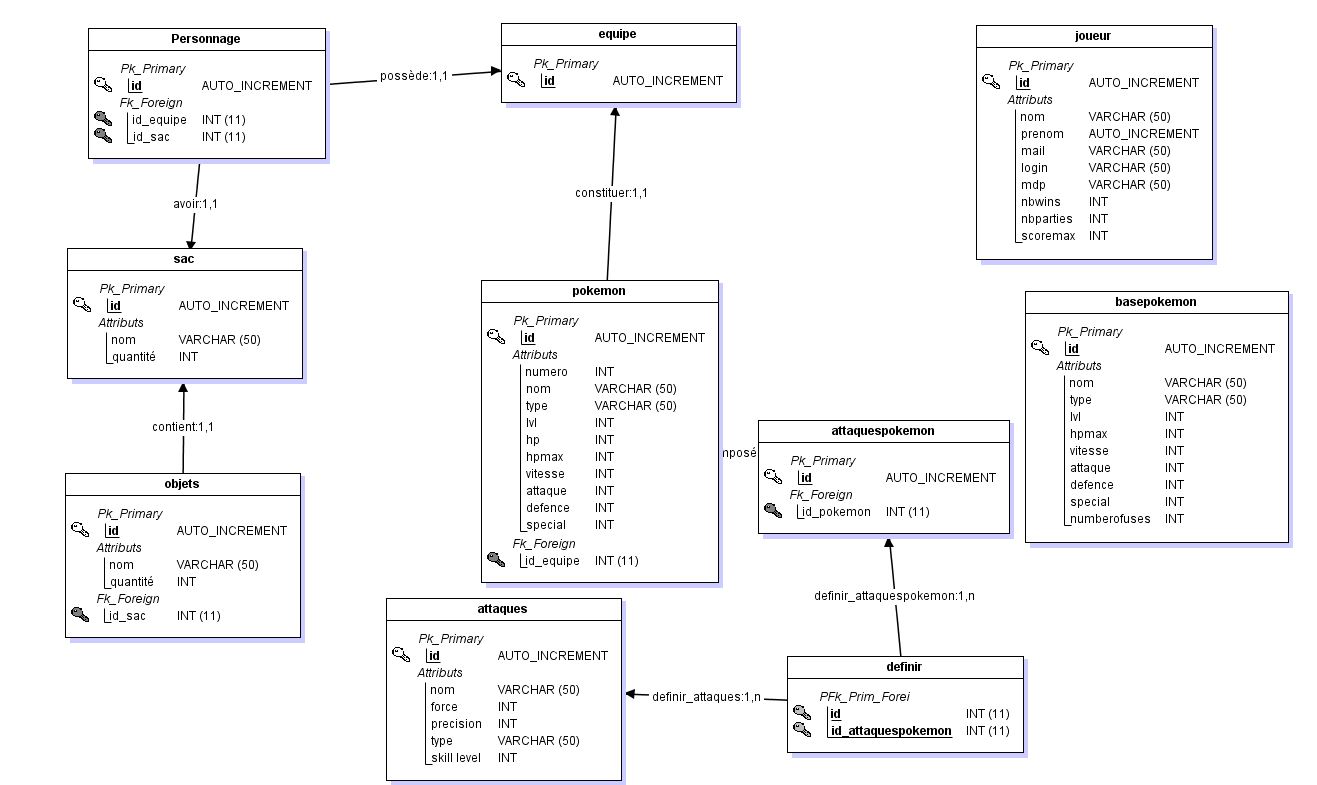 Personnage
Pk_Primary
id AUTO_INCREMENT
Fk_Foreign
id_equipe INT (11)
id_sac INT (11)
possède:1,1
equipe
Pk_Primary
id AUTO_INCREMENT
joueur
Pk_Primary
id AUTO_INCREMENT
Attributs
nom VARCHAR (50)
prenom AUTO_INCREMENT
mail VARCHAR (50)
login VARCHAR (50)
mdp VARCHAR (50)
nbwins INT
nbparties INT
scoremax INT
avoir:1,1
constituer:1,1
sac
Pk_Primary
id AUTO_INCREMENT
Attributs
nom VARCHAR (50)
quantité INT
contient:1,1
pokemon
Pk_Primary
id AUTO_INCREMENT
Attributs
numero INT
nom VARCHAR (50)
type VARCHAR (50)
lvl INT
hp INT
hpmax INT
vitesse INT
attaque INT
defence INT
special INT
Fk_Foreign
id_equipe INT (11)
basepokemon
Pk_Primary
id AUTO_INCREMENT
Attributs
nom VARCHAR (50)
type VARCHAR (50)
lvl INT
hpmax INT
vitesse INT
attaque INT
defence INT
special INT
numberofuses INT
mposé
attaquespokemon
Pk_Primary
id AUTO_INCREMENT
Fk_Foreign
id_pokemon INT (11)
objets
Pk_Primary
id AUTO_INCREMENT
Attributs
nom VARCHAR (50)
quantité INT
Fk_Foreign
id_sac INT (11)
definir_attaquespokemon:1,n
attaques
Pk_Primary
id AUTO_INCREMENT
Attributs
nom VARCHAR (50)
force INT
precision INT
type VARCHAR (50)
skill level INT
definir_attaques:1,n
definir
PFk_Prim_Forei
id INT (11)
id_attaquespokemon INT (11)